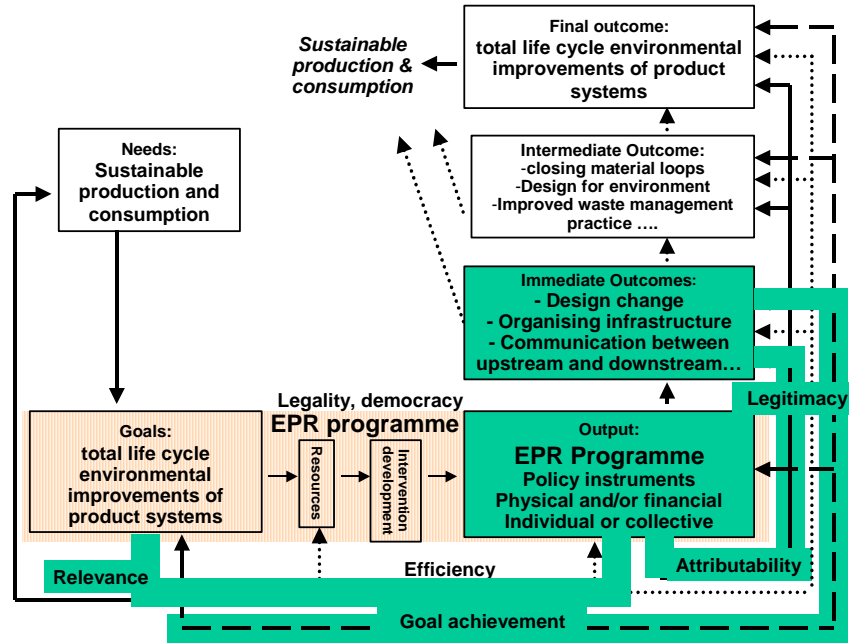 Final outcome:
total life cycle environmental
improvements of product
systems
Sustainable
production &
consumption
Needs:
Sustainable
production and
consumption
Intermediate Outcome:
-closing material loops
-Design for environment
-Improved waste management
practice ….
Immediate Outcomes:
- Design change
- Organising infrastructure
- Communication between
upstream and downstream…
Legitimacy
Legality, democracy
EPR programme
Goals:
total life cycle
environmental
improvements of
product systems
Resources
Intervention
development
Output:
EPR Programme
Policy instruments
Physical and/or financial
Individual or collective
Relevance
Efficiency
Attributability
Goal achievement